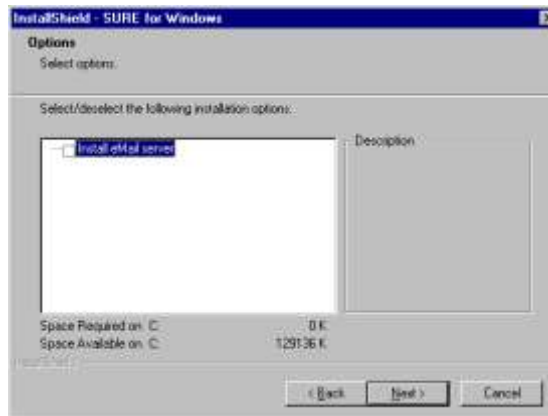 InstallShield - SURE for Windows
Options
Select options.
Select/deselect the following installation options:
Install eMail server
Description
Space Required on C: 0 K
Space Available on C: 129136 K
InstallShield
< Back Next > Cancel